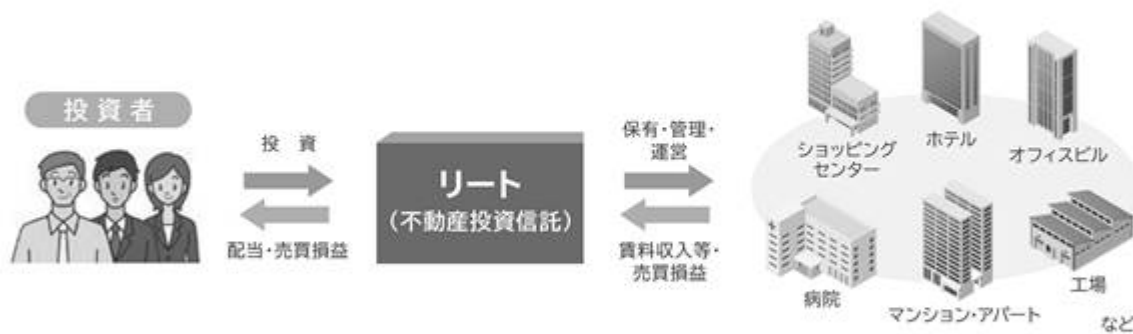 投資者
投 資
配当・売買損益
リート
（不動産投資信託）
保有・管理・
運営
賃料収入等・
売買損益
ショッピング
センター
ホテル
オフィスビル
病院
マンション・アパート
工場
など